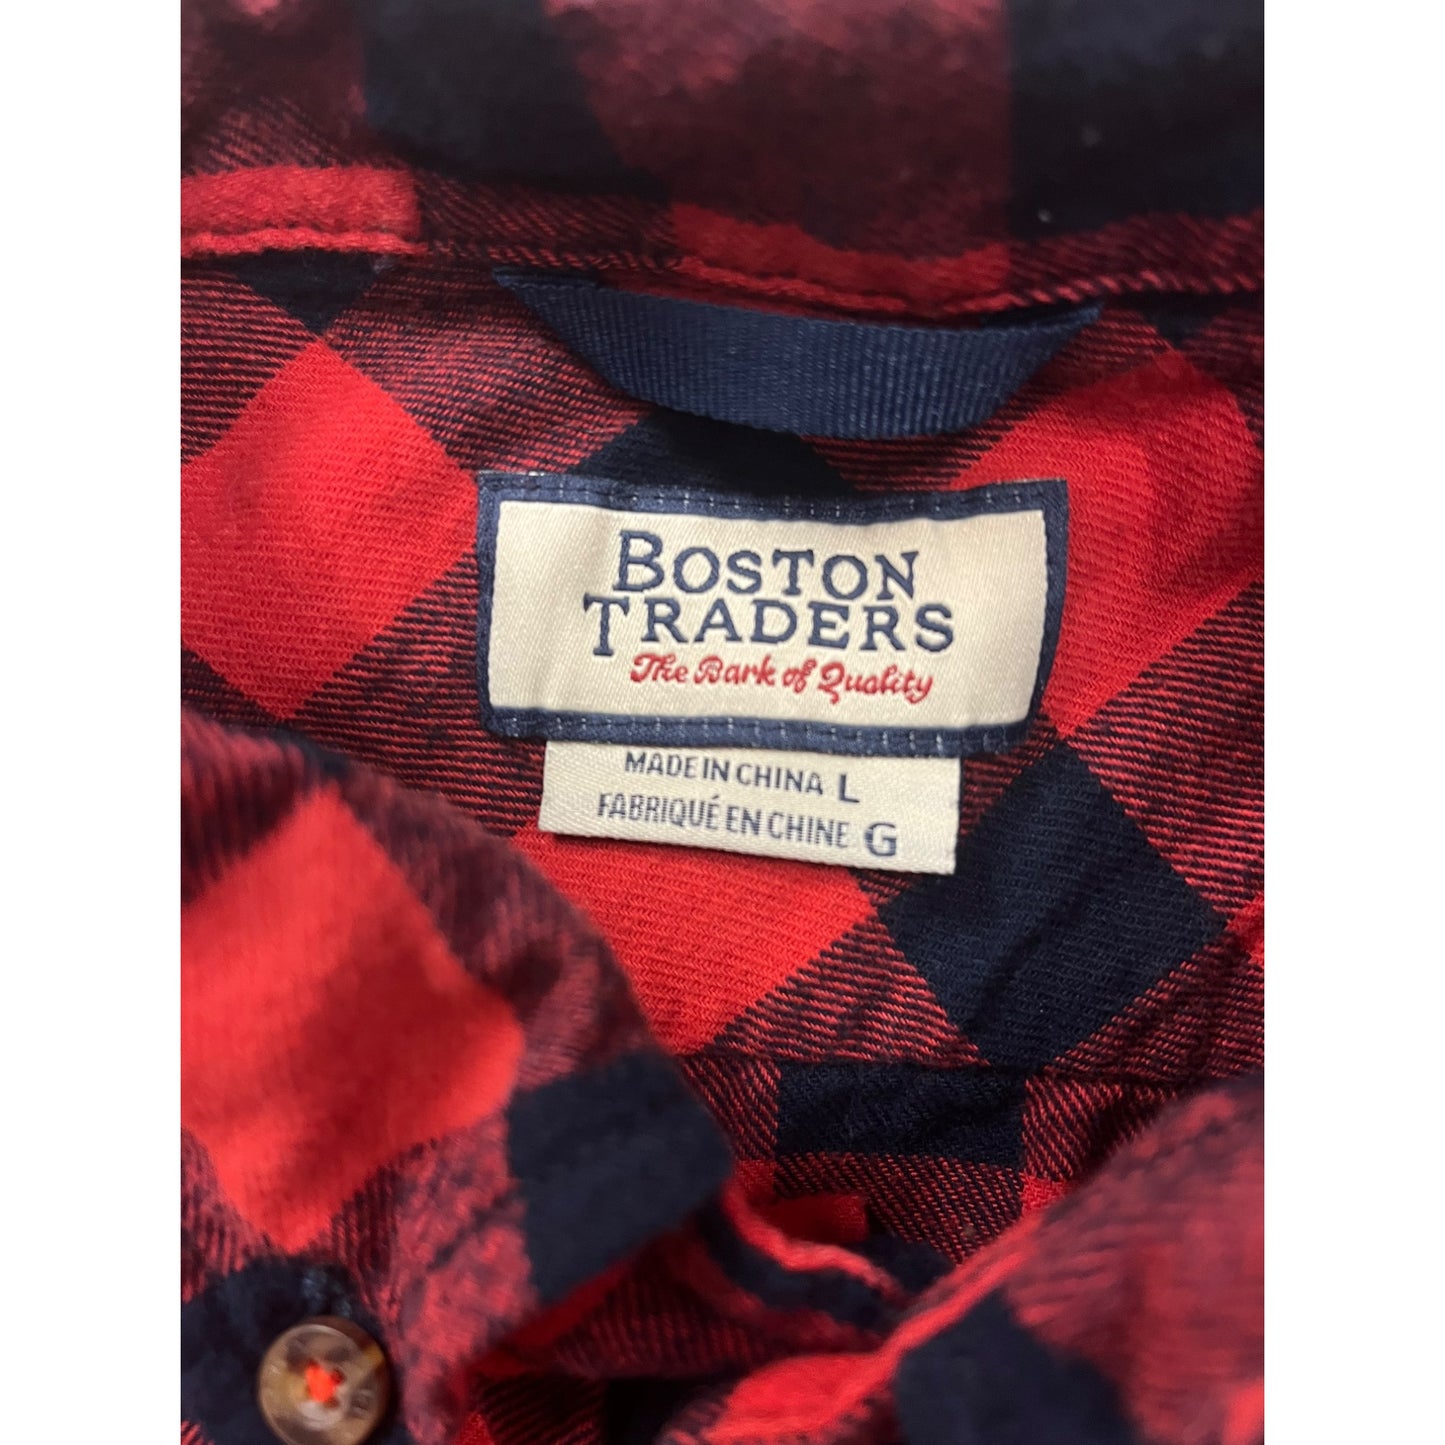 BOSTON
TRADERS
The Bark of Quality
MADE IN CHINA L
FABRIQUÉ EN CHINE G